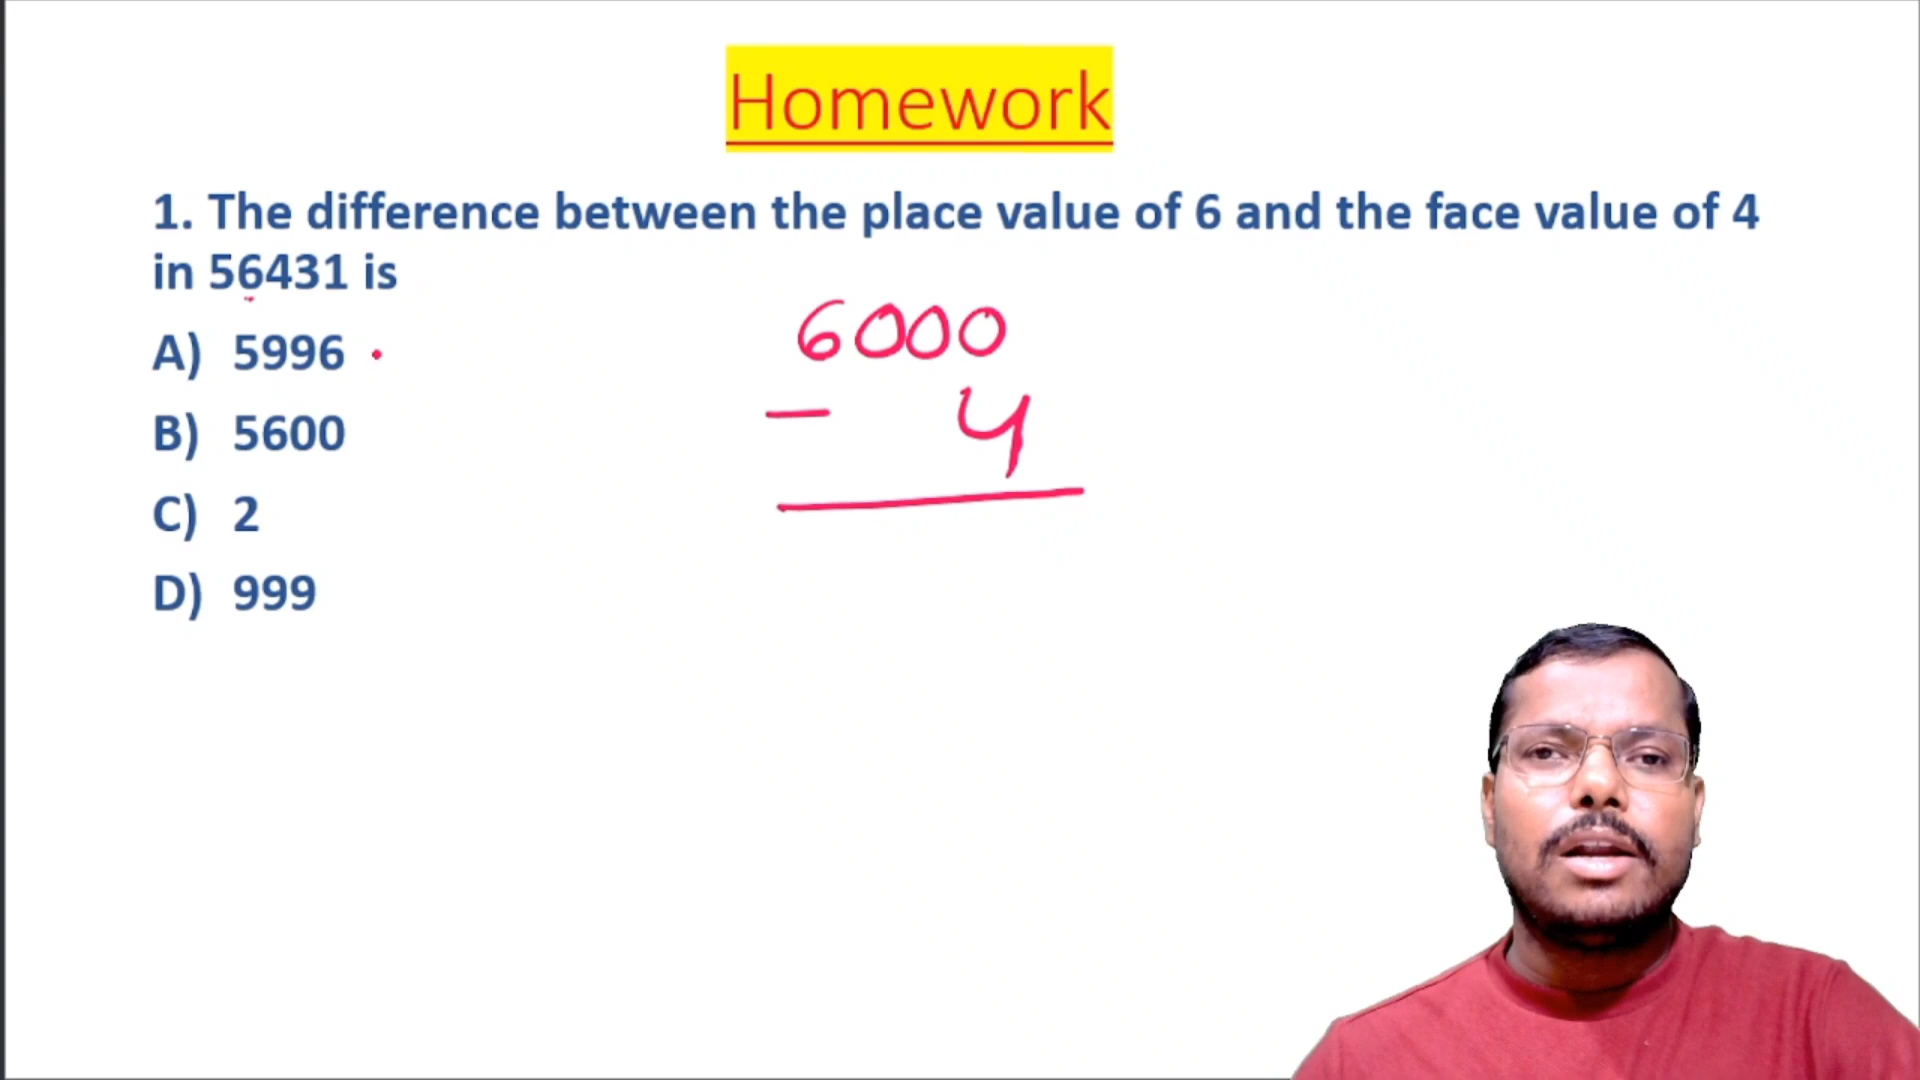 Homework
1. The difference between the place value of 6 and the face value of 4
in 56431 is
A) 5996
B) 5600
C) 2
D) 999
6000
– 4